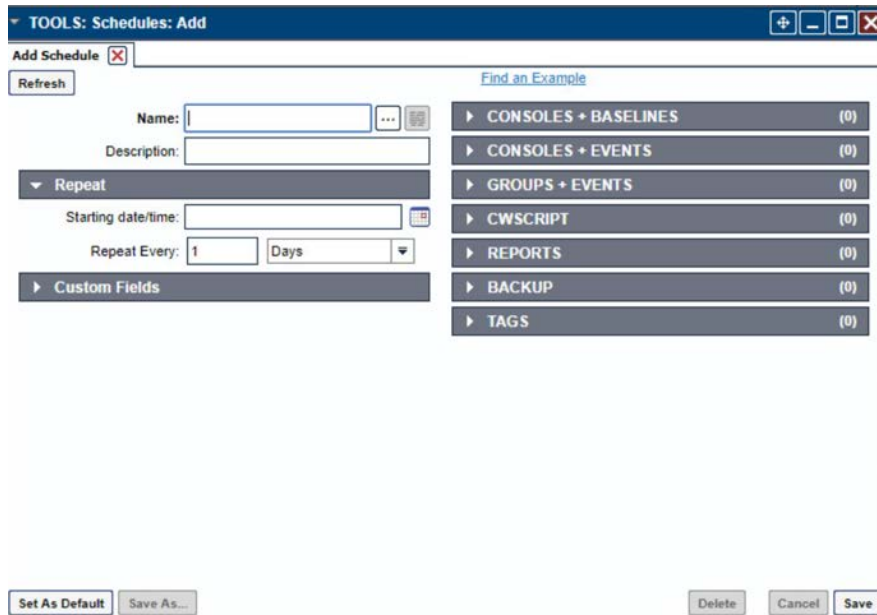 TOOLS: Schedules: Add
Add Schedule
Refresh
Find an Example
Name:
...
Description:
Repeat
Starting date/time:
Repeat Every: 1 Days
Custom Fields
CONSOLES + BASELINES (0)
CONSOLES + EVENTS (0)
GROUPS + EVENTS (0)
CWSCRIPT (0)
REPORTS (0)
BACKUP (0)
TAGS (0)
Set As Default Save As... Delete Cancel Save